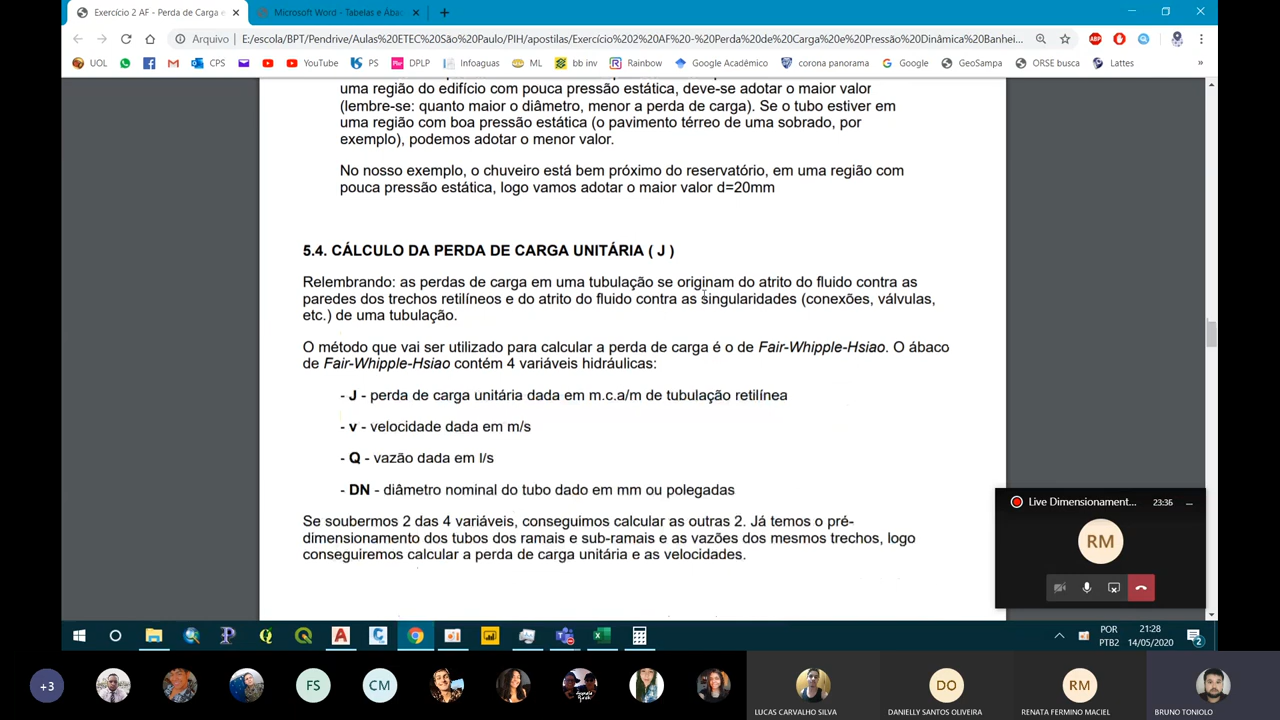 Exercício 2 AF - Perda de Carga e
Microsoft Word - Tabelas e Ábac
Arquivo E:/escola/BPT/Pendrive/Aulas%20ETEC%20São%20Paulo/PIH/apostilas/Exercício%202%20AF%20-%20Perda%20de%20Carga%20e%20Pressão%20Dinâmica%20Banhei...
UOL CPS YouTube PS DPLP Infoaguas ML bb inv Rainbow Google Acadêmico corona panorama Google GeoSampa ORSE busca Lattes »
uma região do edifício com pouca pressão estática, deve-se adotar o maior valor
(lembre-se: quanto maior o diâmetro, menor a perda de carga). Se o tubo estiver em
uma região com boa pressão estática (o pavimento térreo de uma sobrado, por
exemplo), podemos adotar o menor valor.
No nosso exemplo, o chuveiro está bem próximo do reservatório, em uma região com
pouca pressão estática, logo vamos adotar o maior valor d=20mm
5.4. CÁLCULO DA PERDA DE CARGA UNITÁRIA ( J )
Relembrando: as perdas de carga em uma tubulação se originam do atrito do fluido contra as
paredes dos trechos retilíneos e do atrito do fluido contra as singularidades (conexões, válvulas,
etc.) de uma tubulação.
O método que vai ser utilizado para calcular a perda de carga é o de Fair-Whipple-Hsiao. O ábaco
de Fair-Whipple-Hsiao contém 4 variáveis hidráulicas:
- J - perda de carga unitária dada em m.c.a/m de tubulação retilínea
- v - velocidade dada em m/s
- Q - vazão dada em l/s
- DN - diâmetro nominal do tubo dado em mm ou polegadas
Se soubermos 2 das 4 variáveis, conseguimos calcular as outras 2. Já temos o pré-
dimensionamento dos tubos dos ramais e sub-ramais e as vazões dos mesmos trechos, logo
conseguiremos calcular a perda de carga unitária e as velocidades.
Live Dimensionament... 23:36
RM
POR
PTB2
21:28
14/05/2020
2
+3
FS
CM
DO
RM
LUCAS CARVALHO SILVA
DANIELLY SANTOS OLIVEIRA
RENATA FERMINO MACIEL
BRUNO TONIOLO